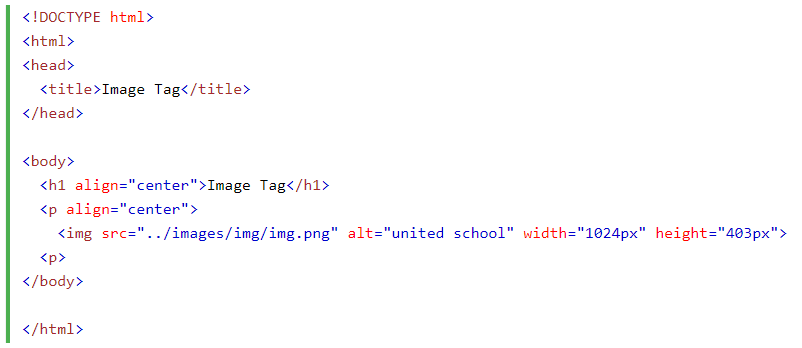 <!DOCTYPE html>
<html>
<head>
  <title>Image Tag</title>
</head>

<body>
  <h1 align="center">Image Tag</h1>
  <p align="center">
    <img src="../images/img/img.png" alt="united school" width="1024px" height="403px">
  <p>
</body>

</html>